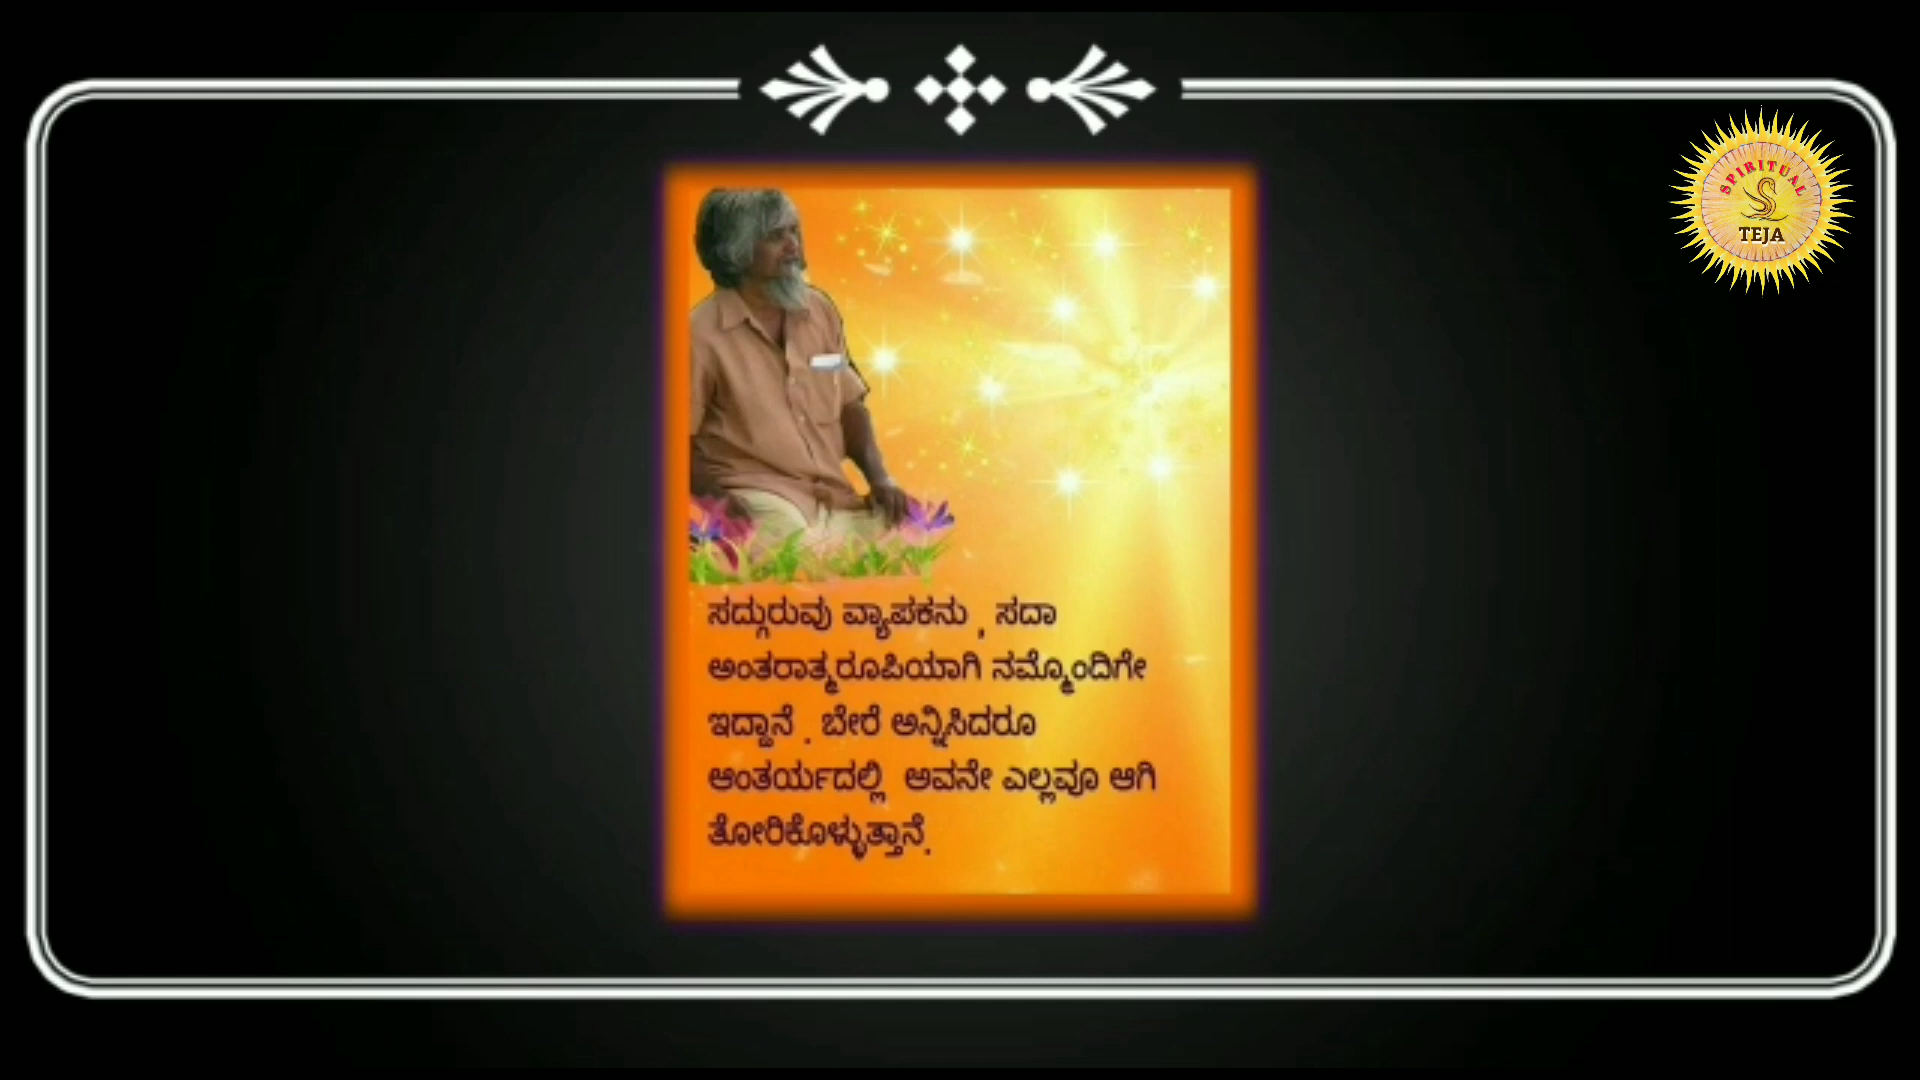 SPIRITUAL
TEJA
ಸದ್ಗುರುವು ವ್ಯಾಪಕನು , ಸದಾ
ಅಂತರಾತ್ಮರೂಪಿಯಾಗಿ ನಮ್ಮೊಂದಿಗೇ
ಇದ್ದಾನೆ . ಬೇರೆ ಅನ್ನಿಸಿದರೂ
ಆಂತರ್ಯದಲ್ಲಿ ಅವನೇ ಎಲ್ಲವೂ ಆಗಿ
ತೋರಿಕೊಳ್ಳುತ್ತಾನೆ.